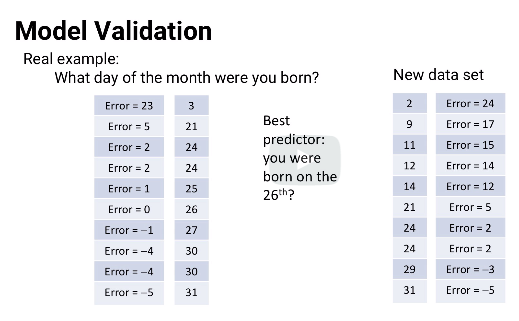 Model Validation
Real example:
What day of the month were you born?
New data set
Error = 23 3
Error = 5 21
Error = 2 24
Error = 2 24
Error = 1 25
Error = 0 26
Error = −1 27
Error = −4 30
Error = −4 30
Error = −5 31
Best
predictor:
you were
born on the
26th?
2 Error = 24
9 Error = 17
11 Error = 15
12 Error = 14
14 Error = 12
21 Error = 5
24 Error = 2
24 Error = 2
29 Error = −3
31 Error = −5